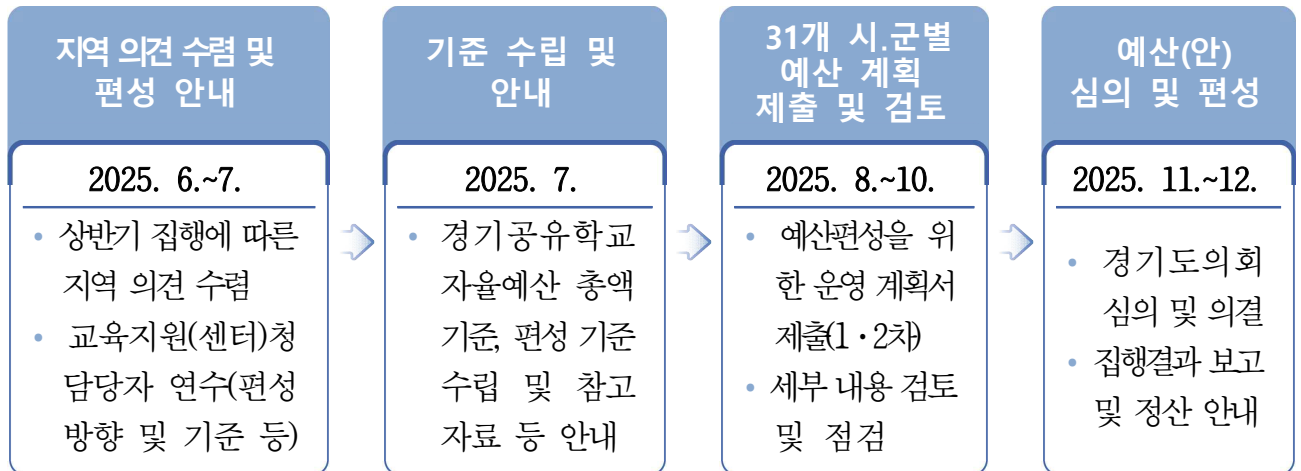 지역 의견 수렴 및
편성 안내
2025. 6.~7.
• 상반기 집행에 따른
지역 의견 수렴
• 교육지원(센터)청
담당자 연수(편성
방향 및 기준 등)
기준 수립 및
안내
2025. 7.
• 경기공유학교
자율예산 총액
기준, 편성 기준
수립 및 참고
자료 등 안내
31개 시.군별
예산 계획
제출 및 검토
2025. 8.~10.
• 예산편성을 위
한 운영 계획서
제출(1・2차)
• 세부 내용 검토
및 점검
예산(안)
심의 및 편성
2025. 11.~12.
• 경기도의회
심의 및 의결
• 집행결과 보고
및 정산 안내